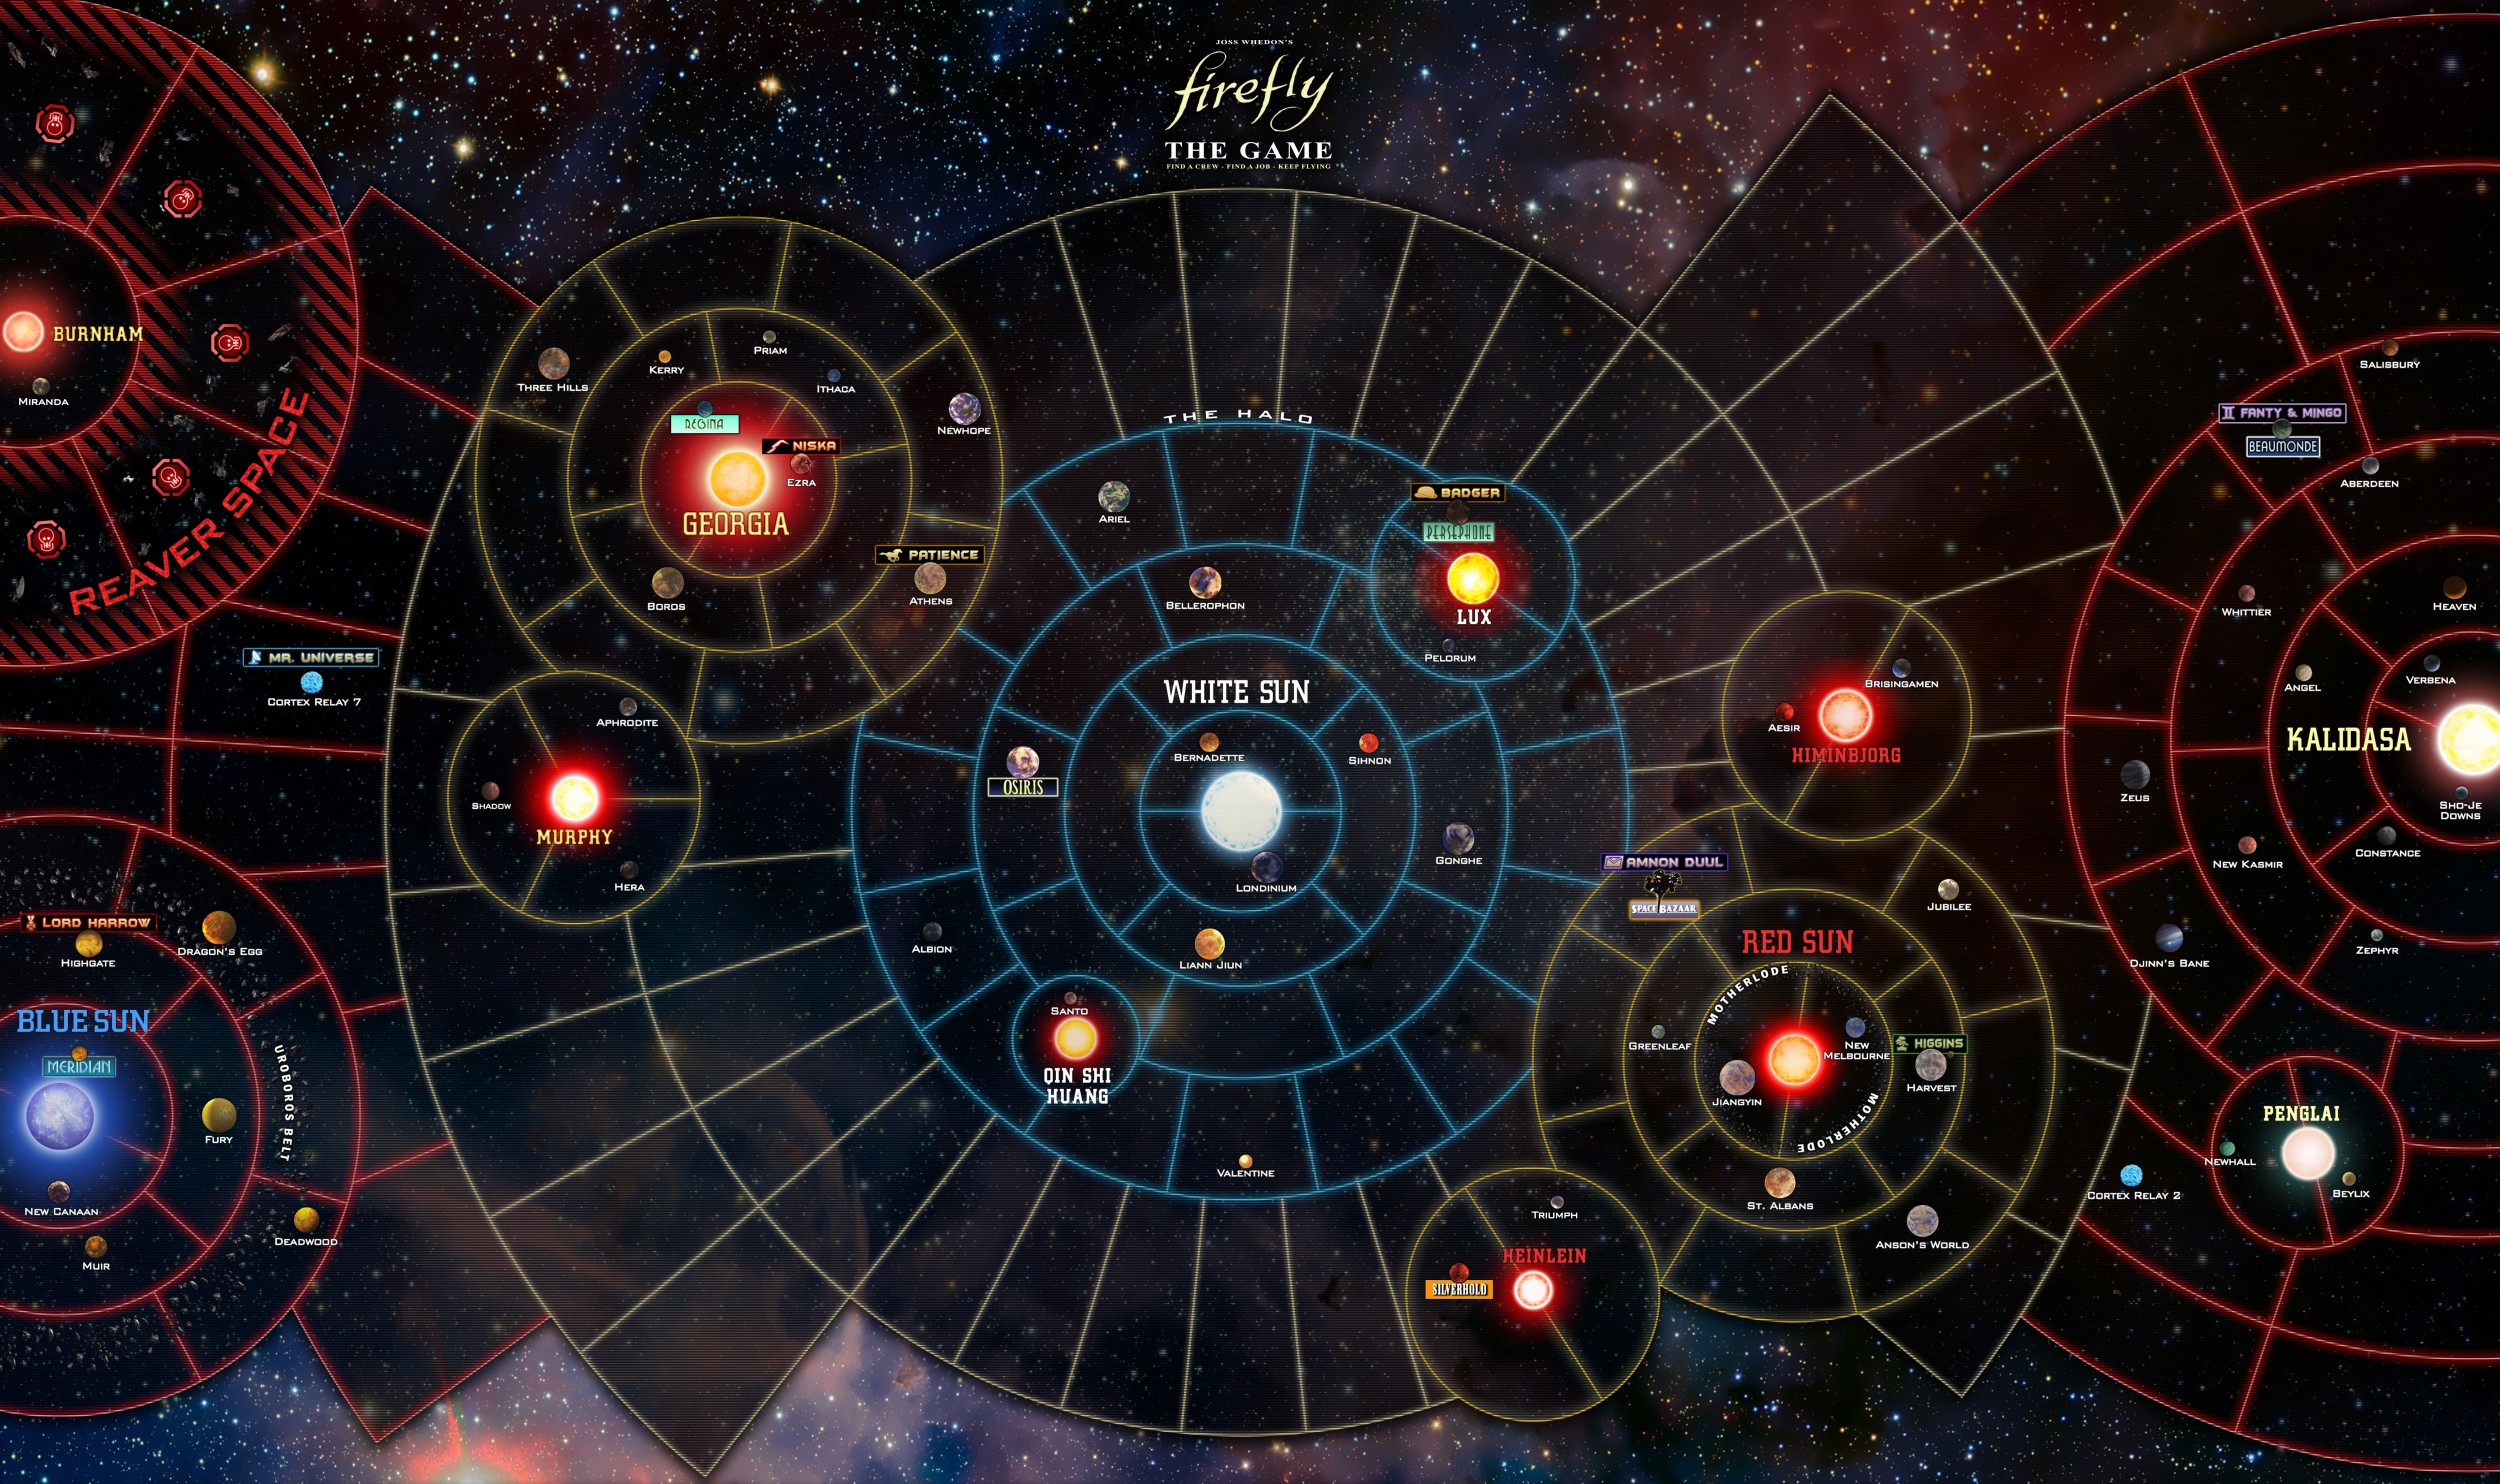 JOSS WHEDON'S
firefly
THE GAME
FIND A CREW - FIND A JOB - KEEP FLYING
BURNHAM
MIRANDA
REAVER SPACE
MR. UNIVERSE
CORTEX RELAY 7
LORD HARROW
HIGHGATE
DRAGON'S EGG
BLUE SUN
MERIDIAN
UROBOROS BELT
FURY
NEW CANAAN
DEADWOOD
MUIR
THREE HILLS
KERRY
PRIAM
ITHACA
REGINA
NISKA
EZRA
GEORGIA
NEWHOPE
PATIENCE
ATHENS
BOROS
APHRODITE
SHADOW
MURPHY
HERA
THE HALO
ARIEL
BELLEROPHON
BADGER
PERSEPHONE
LUX
PELORUM
WHITE SUN
BERNADETTE
SIHNON
OSIRIS
GONGHE
LONDINIUM
ALBION
LIANN JIUN
SANTO
QIN SHI
HUANG
VALENTINE
BRISINGAMEN
AESIR
HIMINBJORG
AMNON DUUL
SPACE BAZAAR
JUBILEE
RED SUN
MOTHERLODE
GREENLEAF
NEW
MELBOURNE
HIGGINS
HARVEST
JIANGYIN
MOTHERLODE
ST. ALBANS
ANSON'S WORLD
TRIUMPH
HEINLEIN
SILVERHOLD
SALISBURY
FANTY & MINGO
BEAUMONDE
ABERDEEN
WHITTIER
HEAVEN
ANGEL
VERBENA
KALIDASA
ZEUS
SHO-JE
DOWNS
NEW KASMIR
CONSTANCE
DJINN'S BANE
ZEPHYR
PENGLAI
NEWHALL
CORTEX RELAY 2
BEYLIX